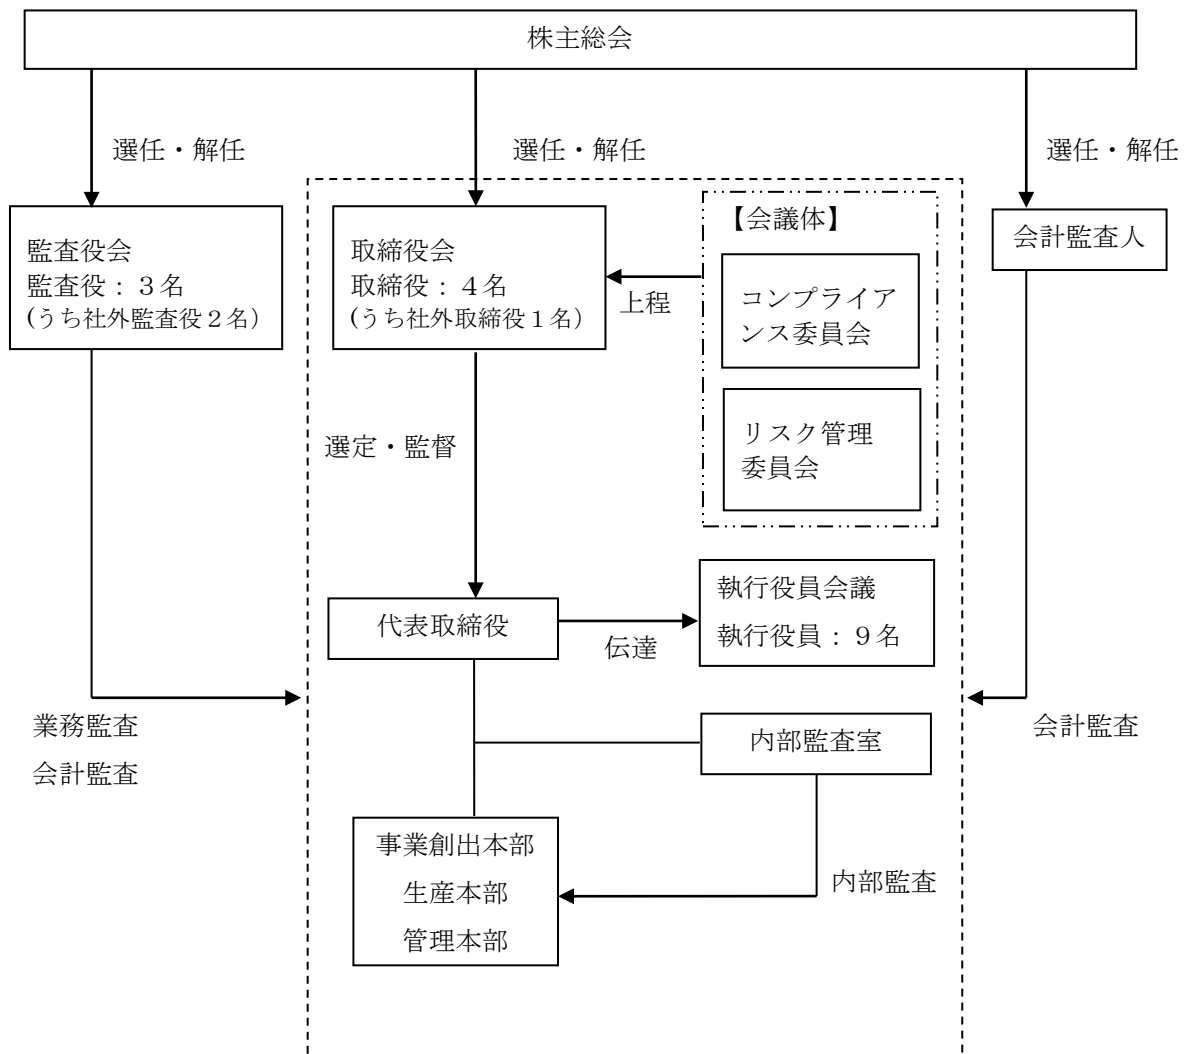 株主総会
選任・解任
選任・解任
選任・解任
監査役会
監査役：３名
(うち社外監査役２名）
取締役会
取締役：４名
(うち社外取締役１名）
上程
【会議体】
コンプライア
ンス委員会
リスク管理
委員会
会計監査人
選定・監督
代表取締役
伝達
執行役員会議
執行役員：９名
業務監査
会計監査
会計監査
内部監査室
事業創出本部
生産本部
管理本部
内部監査